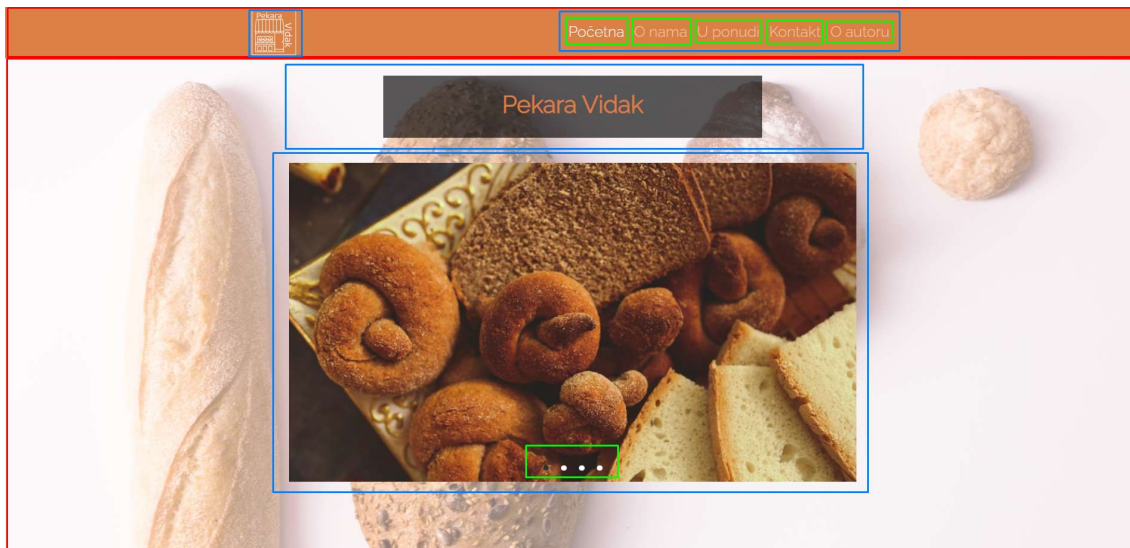 Pekara
Vidak
Početna O nama U ponudi Kontakt O autoru
Pekara Vidak